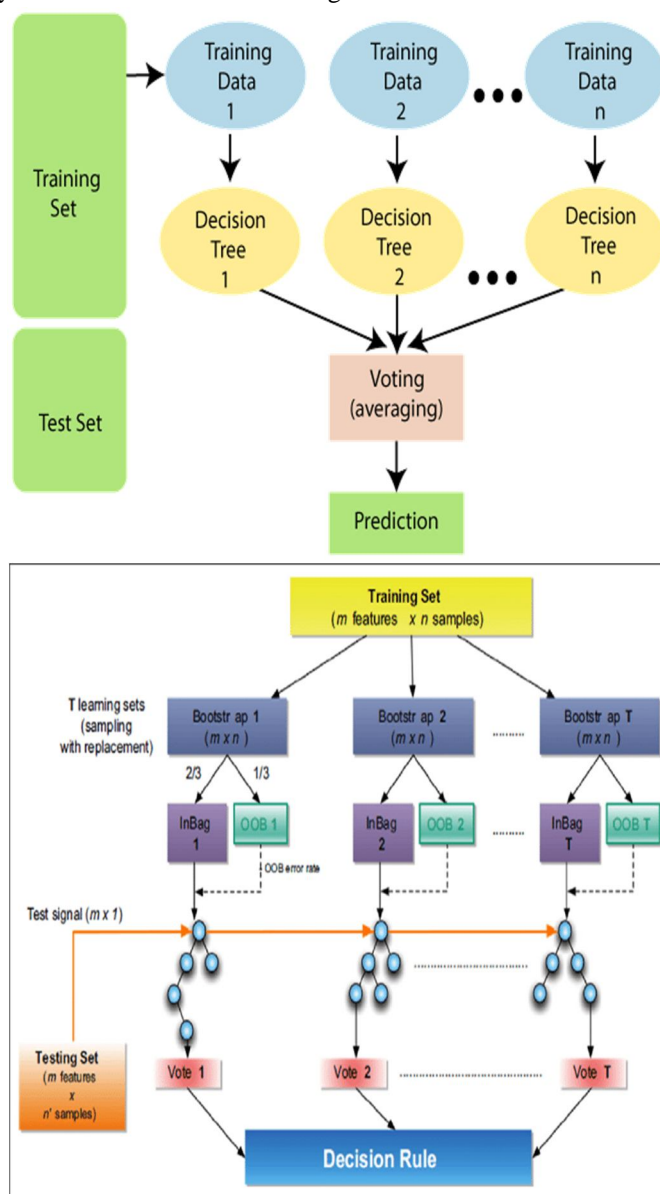 Training
Data
1
Training
Data
2
Training
Data
n
Training
Set
Decision
Tree
1
Decision
Tree
2
Decision
Tree
n
Test Set
Voting
(averaging)
Prediction
Training Set
(m features x n samples)
T learning sets
(sampling
with replacement)
Bootstr ap 1
(m x n )
Bootstr ap 2
(m x n )
..........
Bootstr ap T
(m x n )
2/3
1/3
InBag
1
OOB 1
InBag
2
OOB 2
..........
InBag
T
OOB T
OOB error rate
Test signal (m x 1)
Testing Set
(m features
x
n' samples)
Vote 1
Vote 2
Vote T
Decision Rule